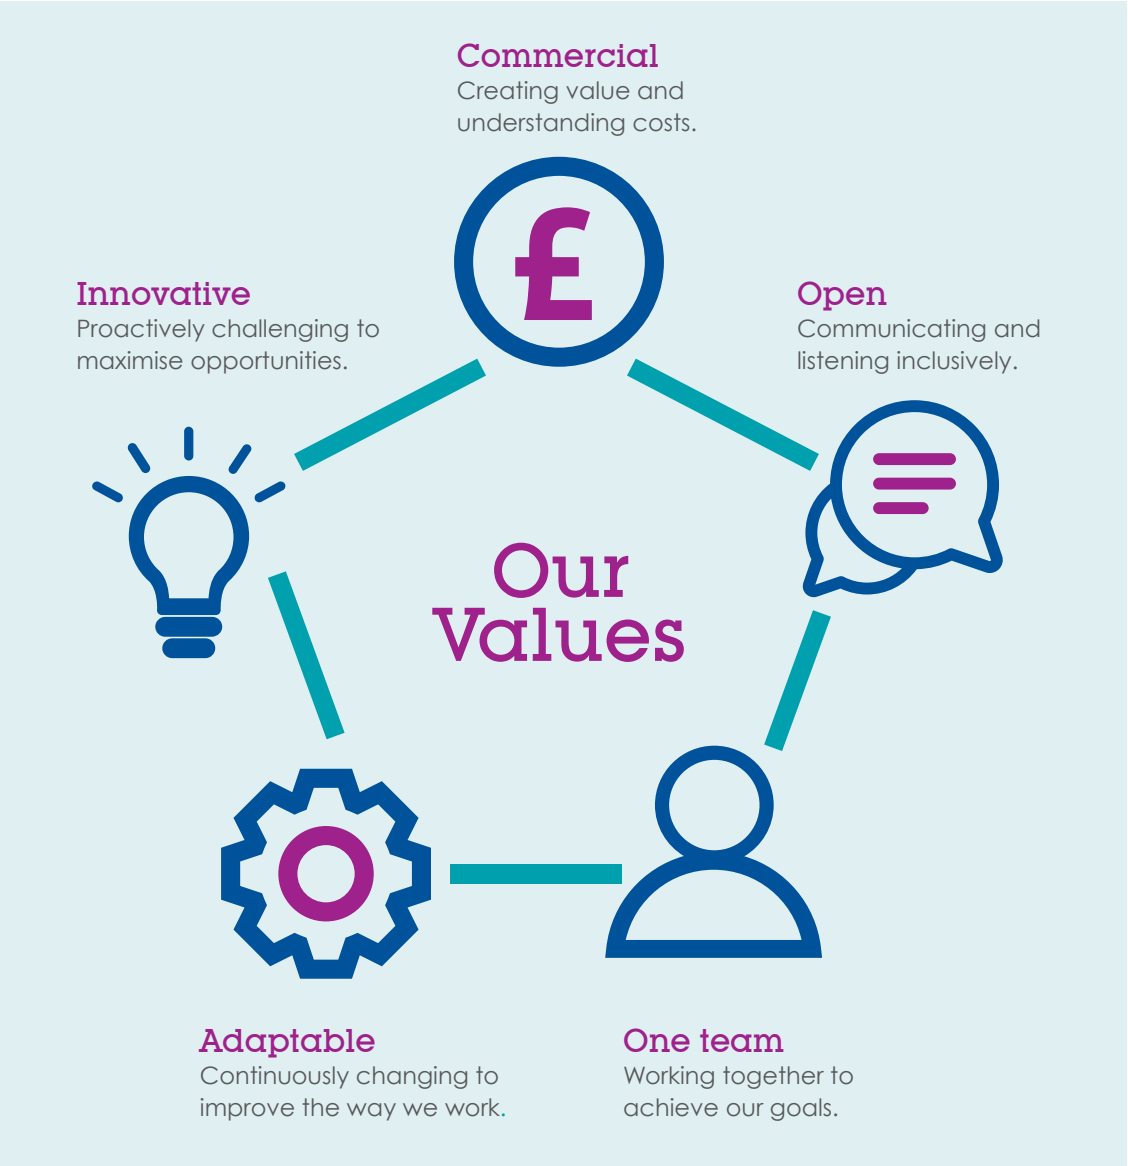 Commercial
Creating value and
understanding costs.
£
Innovative
Proactively challenging to
maximise opportunities.
Open
Communicating and
listening inclusively.
Our
Values
Adaptable
Continuously changing to
improve the way we work.
One team
Working together to
achieve our goals.